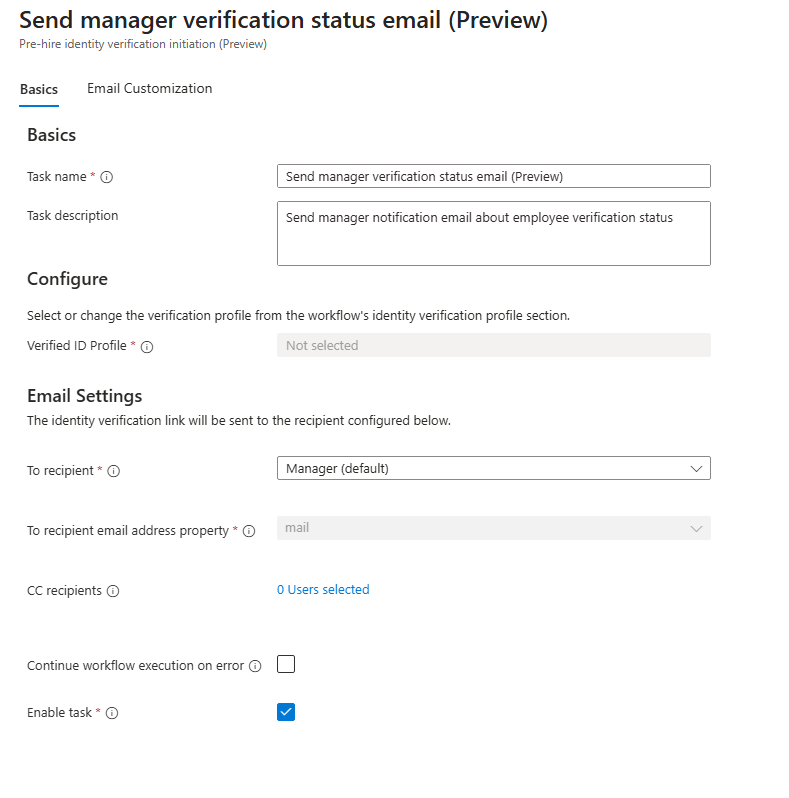 Send manager verification status email (Preview)
Pre-hire identity verification initiation (Preview)
Basics Email Customization
Basics
Task name * Send manager verification status email (Preview)
Task description Send manager notification email about employee verification status
Configure
Select or change the verification profile from the workflow's identity verification profile section.
Verified ID Profile * Not selected
Email Settings
The identity verification link will be sent to the recipient configured below.
To recipient * Manager (default)
To recipient email address property * mail
CC recipients 0 Users selected
Continue workflow execution on error
Enable task *